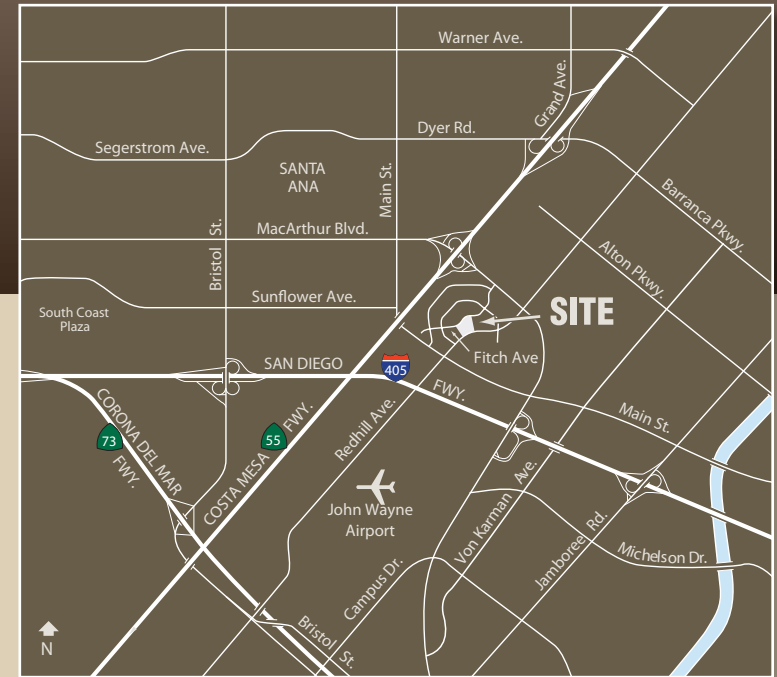 Warner Ave.
Grand Ave.
Dyer Rd.
Segerstrom Ave.
SANTA
ANA
Main St.
Barranca Pkwy.
Bristol St.
MacArthur Blvd.
Alton Pkwy.
Sunflower Ave.
South Coast
Plaza
SITE
Fitch Ave
SAN DIEGO
405
FWY.
CORONA DEL MAR
FWY.
73
COSTA MESA FWY.
55
Redhill Ave.
Main St.
John Wayne
Airport
Von Karman Ave.
Jamboree Rd.
Michelson Dr.
Campus Dr.
Bristol St.
N